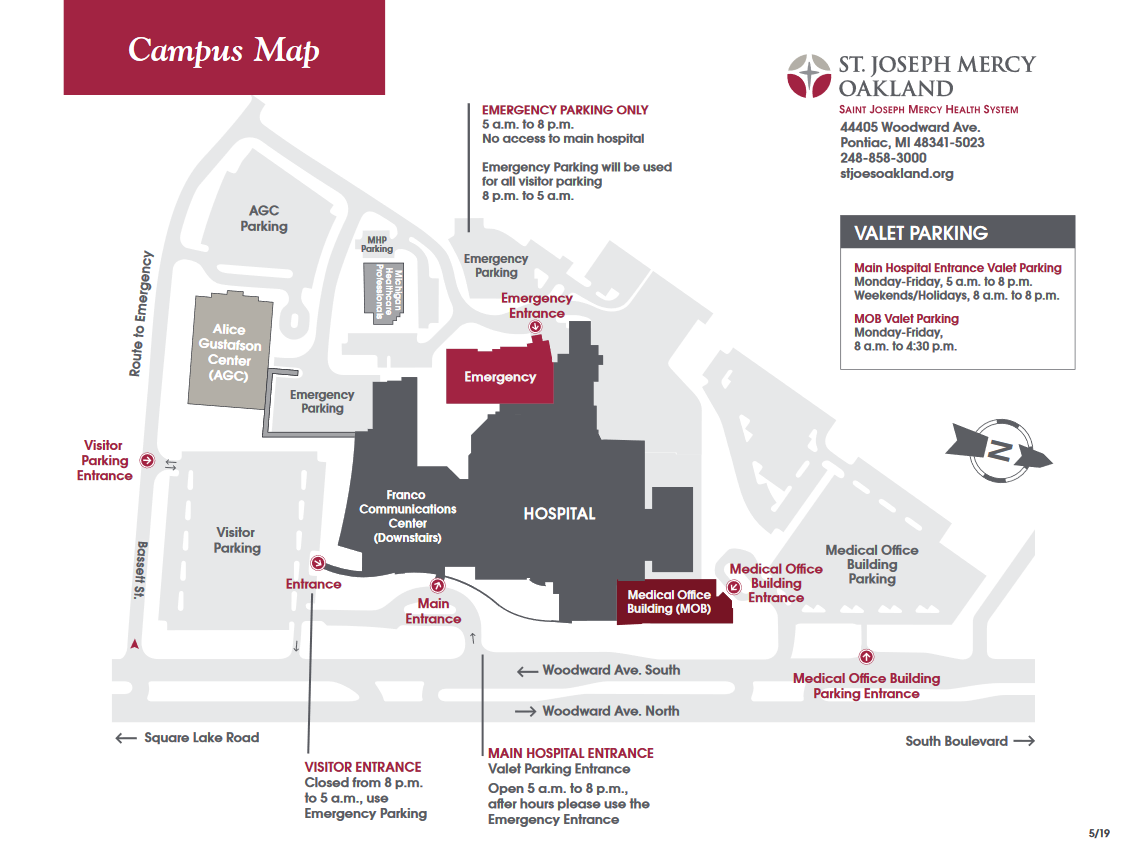 Campus Map
ST. JOSEPH MERCY
OAKLAND
SAINT JOSEPH MERCY HEALTH SYSTEM
44405 Woodward Ave.
Pontiac, MI 48341-5023
248-858-3000
stjoesoakland.org
EMERGENCY PARKING ONLY
5 a.m. to 8 p.m.
No access to main hospital
Emergency Parking will be used
for all visitor parking
8 p.m. to 5 a.m.
VALET PARKING
Main Hospital Entrance Valet Parking
Monday-Friday, 5 a.m. to 8 p.m.
Weekends/Holidays, 8 a.m. to 8 p.m.
MOB Valet Parking
Monday-Friday,
8 a.m. to 4:30 p.m.
AGC
Parking
MHP
Parking
Michigan
Healthcare
Professionals
Emergency
Parking
Emergency
Entrance
Route to Emergency
Alice
Gustafson
Center
(AGC)
Emergency
Parking
Emergency
Visitor
Parking
Entrance
N
Franco
Communications
Center
(Downstairs)
HOSPITAL
Visitor
Parking
Bassett St.
Entrance
Main
Entrance
Medical Office
Building (MOB)
Medical Office
Building
Entrance
Medical Office
Building
Parking
Medical Office Building
Parking Entrance
← Woodward Ave. South
→ Woodward Ave. North
← Square Lake Road
South Boulevard →
VISITOR ENTRANCE
Closed from 8 p.m.
to 5 a.m., use
Emergency Parking
MAIN HOSPITAL ENTRANCE
Valet Parking Entrance
Open 5 a.m. to 8 p.m.,
after hours please use the
Emergency Entrance
5/19